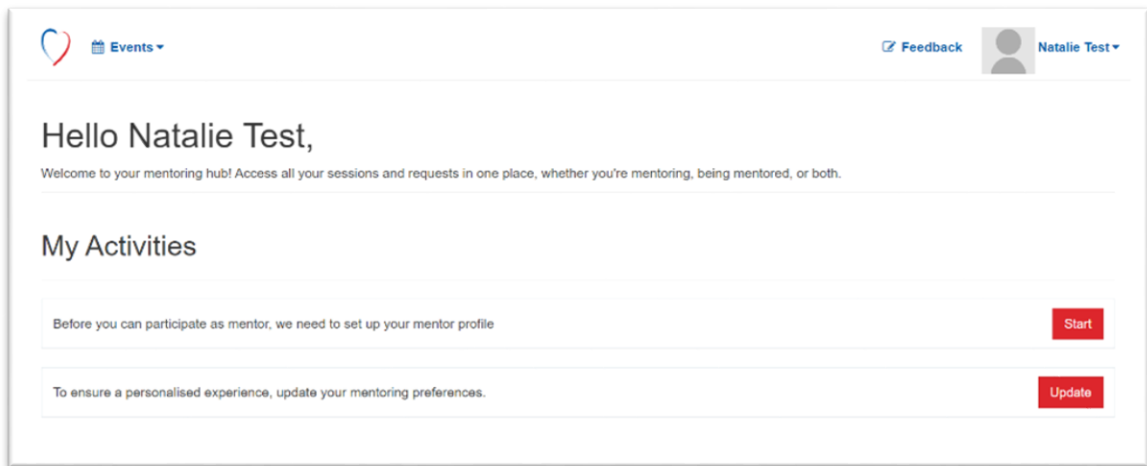 Events
Feedback
Natalie Test
Hello Natalie Test,
Welcome to your mentoring hub! Access all your sessions and requests in one place, whether you're mentoring, being mentored, or both.
My Activities
Before you can participate as mentor, we need to set up your mentor profile
Start
To ensure a personalised experience, update your mentoring preferences.
Update